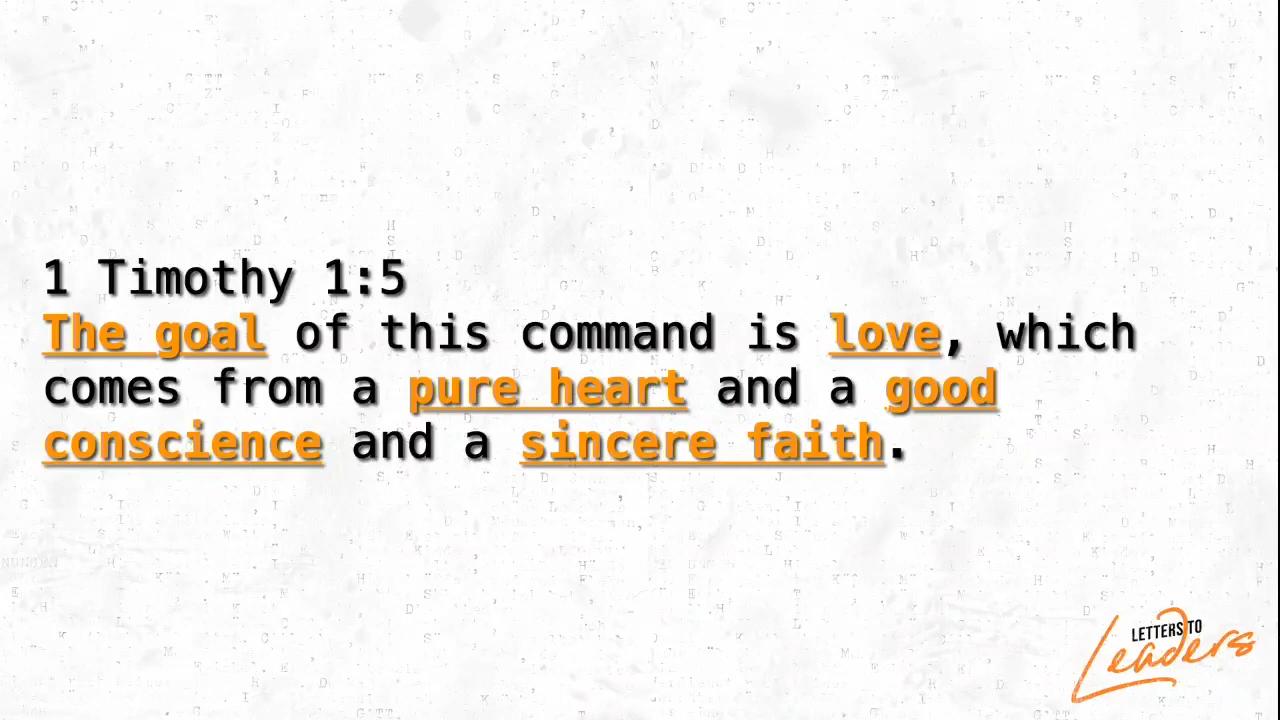 1 Timothy 1:5
The goal of this command is love, which
comes from a pure heart and a good
conscience and a sincere faith.
LETTERS TO
Leaders